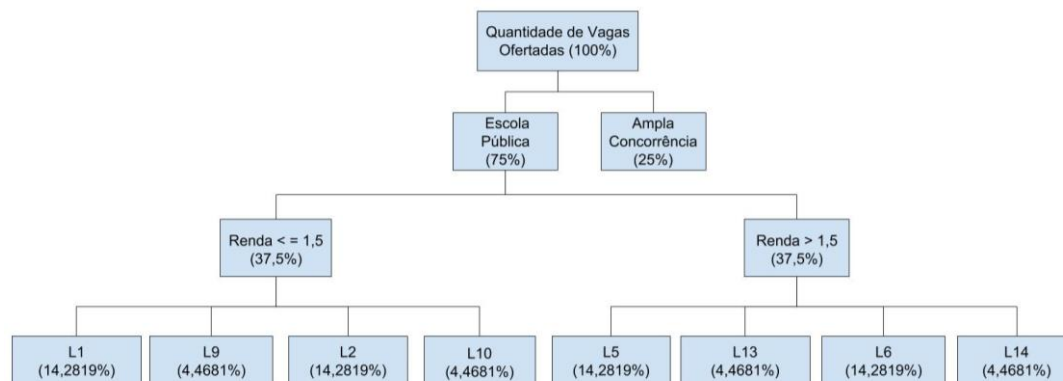 Quantidade de Vagas
Ofertadas (100%)
Escola
Pública
(75%)
Ampla
Concorrência
(25%)
Renda < = 1,5
(37,5%)
Renda > 1,5
(37,5%)
L1
(14,2819%)
L9
(4,4681%)
L2
(14,2819%)
L10
(4,4681%)
L5
(14,2819%)
L13
(4,4681%)
L6
(14,2819%)
L14
(4,4681%)